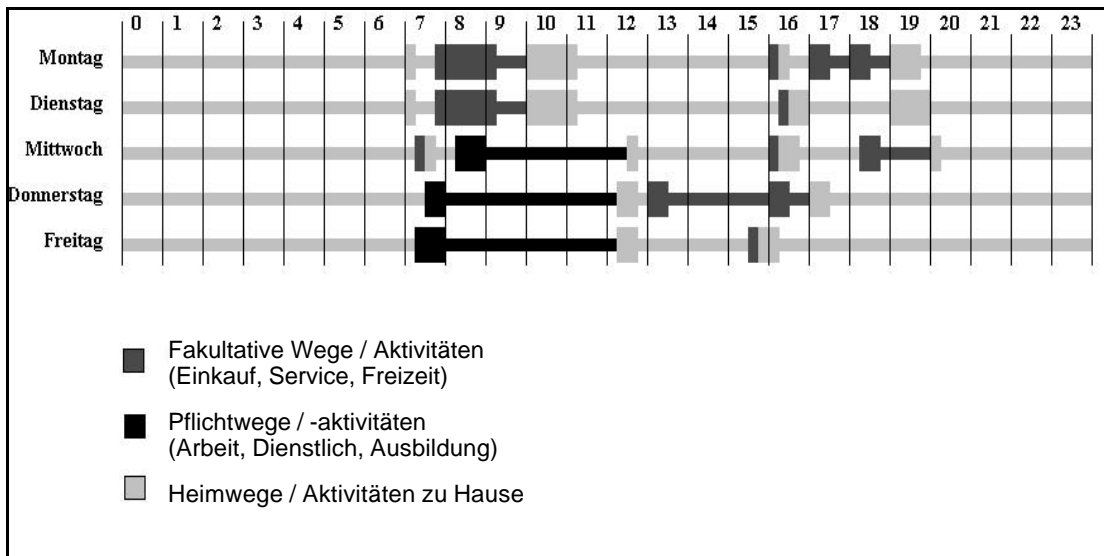 0 1 2 3 4 5 6 7 8 9 10 11 12 13 14 15 16 17 18 19 20 21 22 23
Montag
Dienstag
Mittwoch
Donnerstag
Freitag
Fakultative Wege / Aktivitäten
(Einkauf, Service, Freizeit)
Pflichtwege / -aktivitäten
(Arbeit, Dienstlich, Ausbildung)
Heimwege / Aktivitäten zu Hause